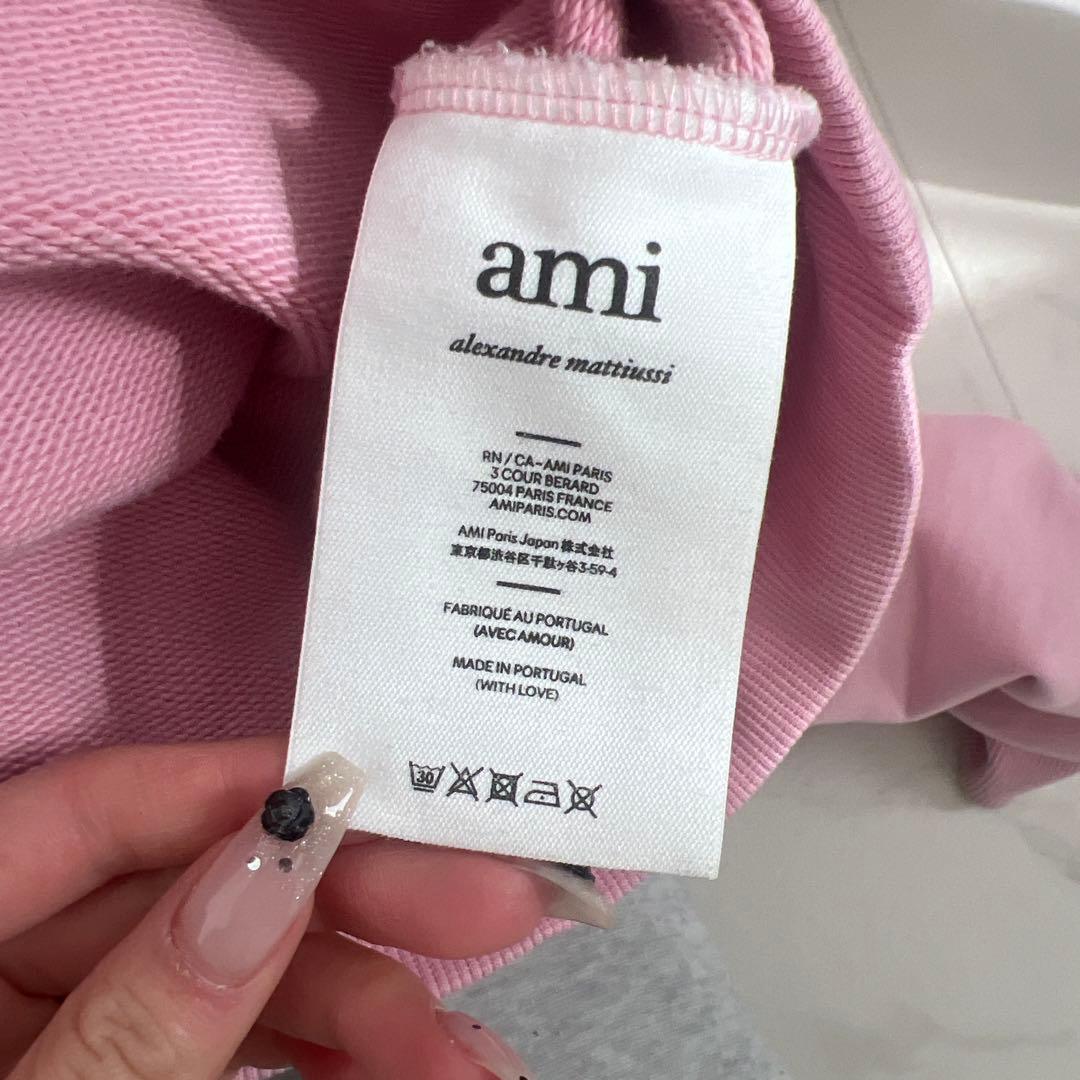 ami
alexandre mattiussi
RN / CA-AMI PARIS
3 COUR BERARD
75004 PARIS FRANCE
AMIPARIS.COM
AMI Paris Japan 株式会社
東京都渋谷区千駄ヶ谷3-59-4
FABRIQUÉ AU PORTUGAL
(AVEC AMOUR)
MADE IN PORTUGAL
(WITH LOVE)
30